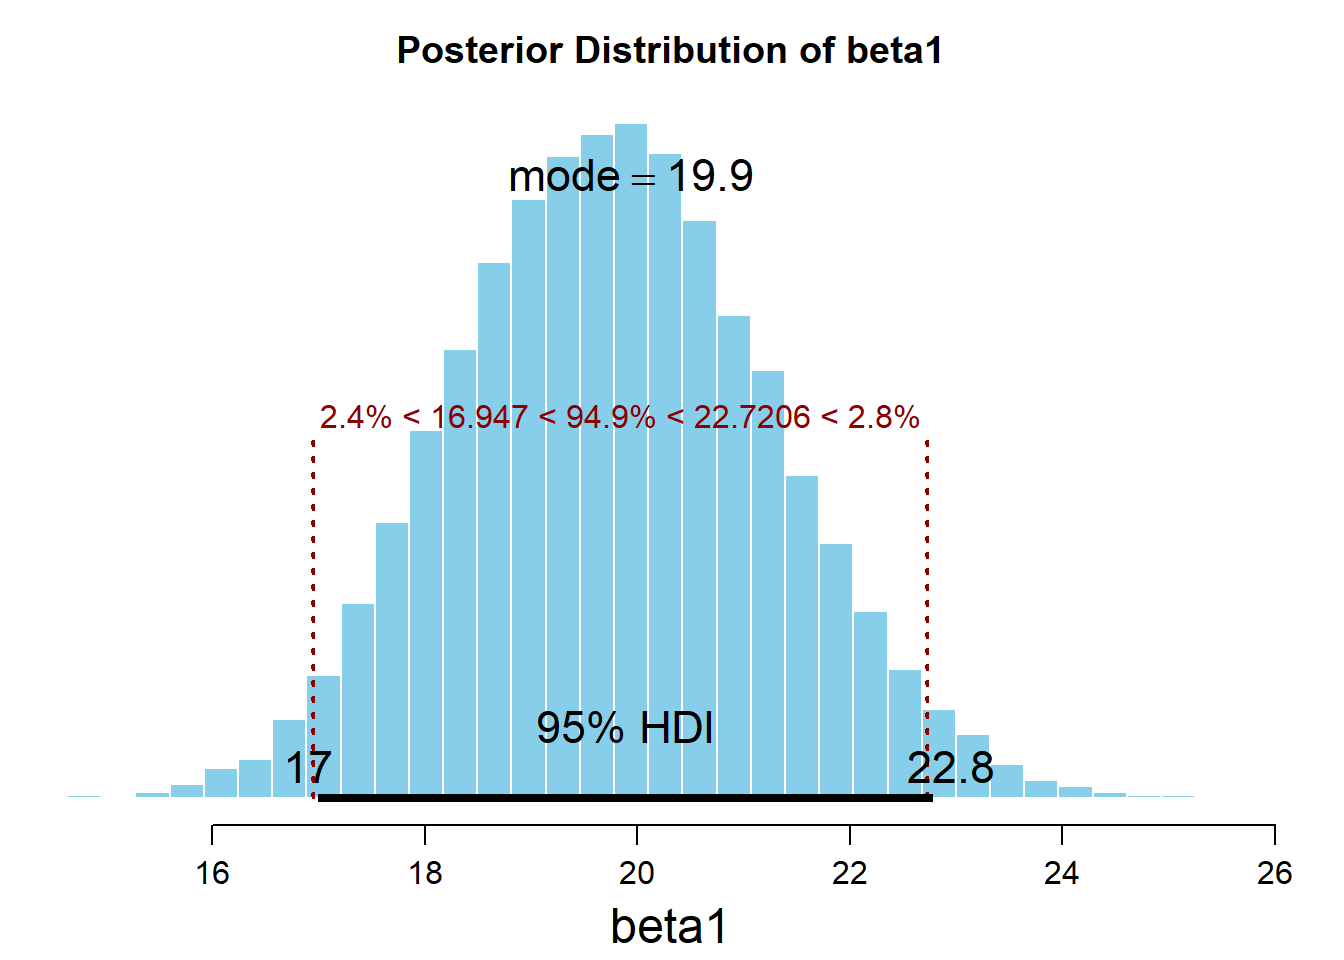 Posterior Distribution of beta1
mode = 19.9
2.4% < 16.947 < 94.9% < 22.7206 < 2.8%
95% HDI
17 22.8
16 18 20 22 24 26
beta1